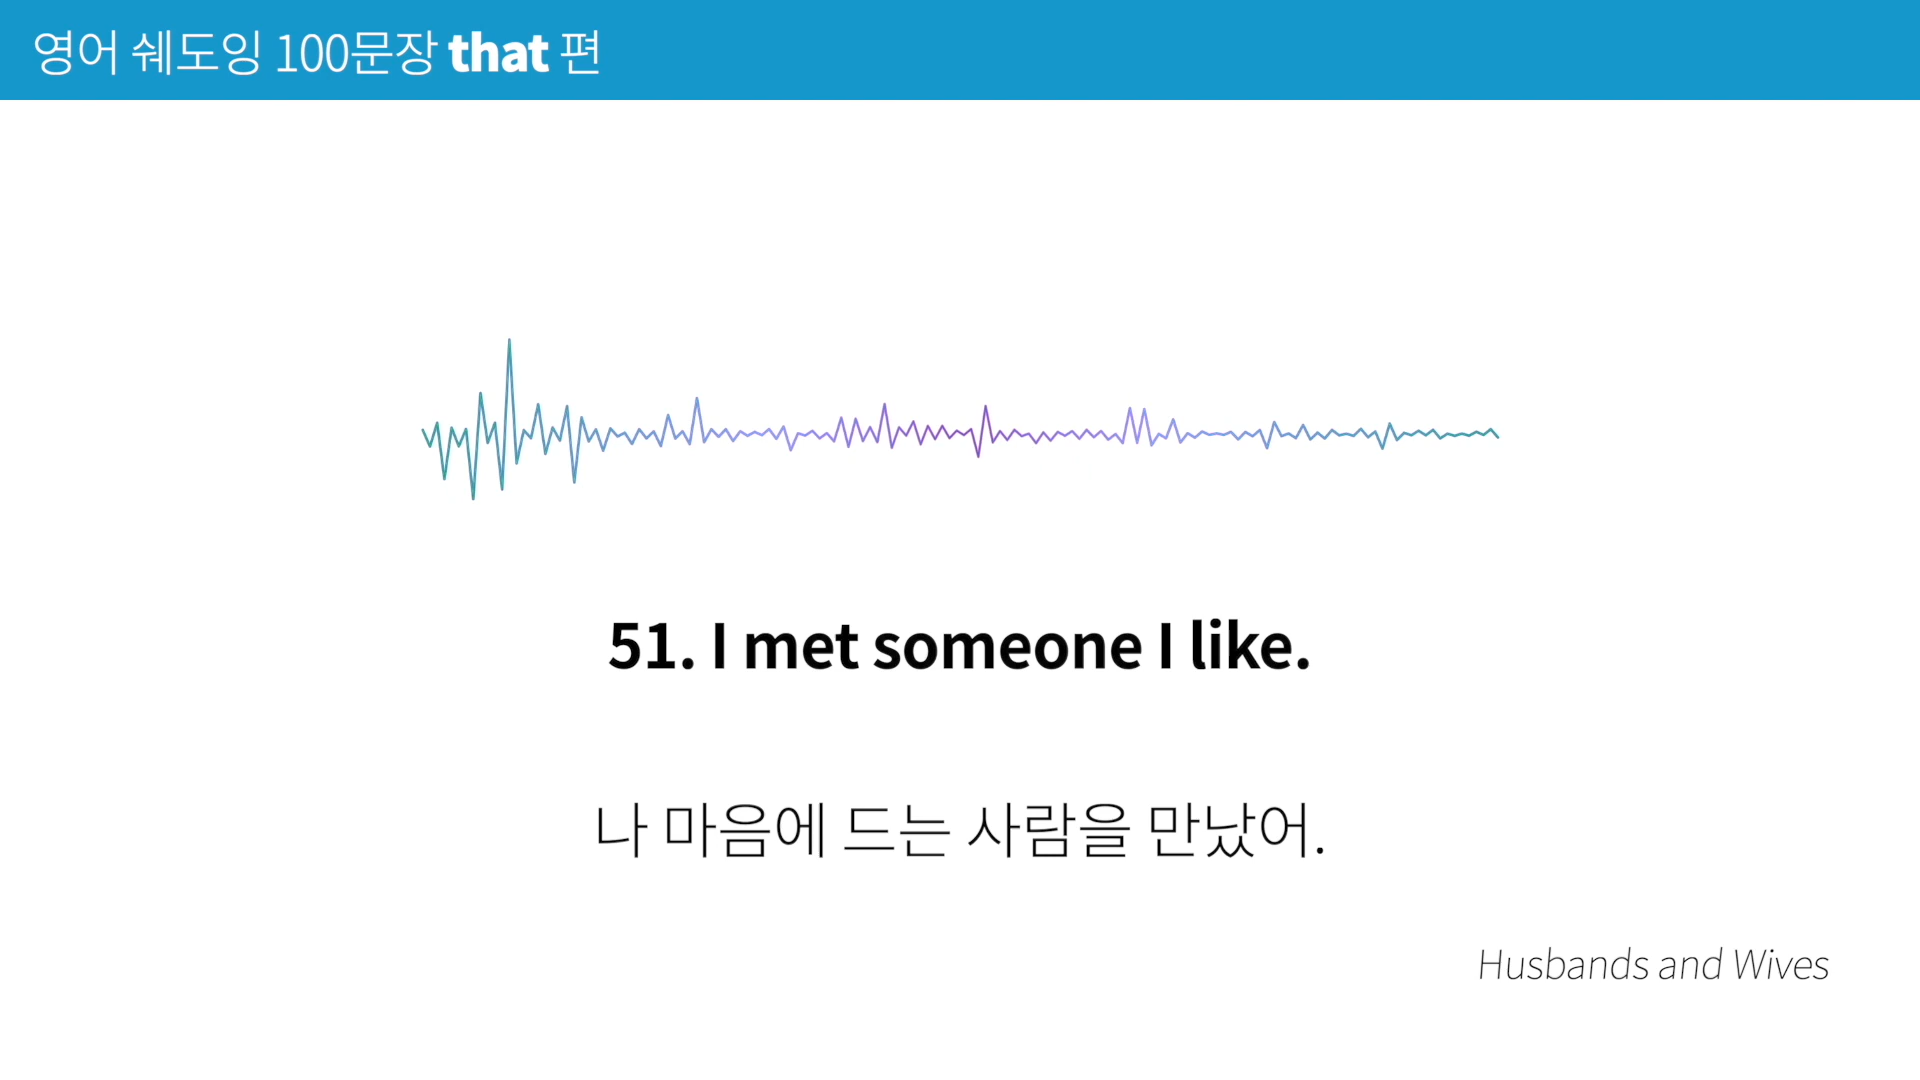 영어 쉐도잉 100문장 that 편
51. I met someone I like.
나 마음에 드는 사람을 만났어.
Husbands and Wives